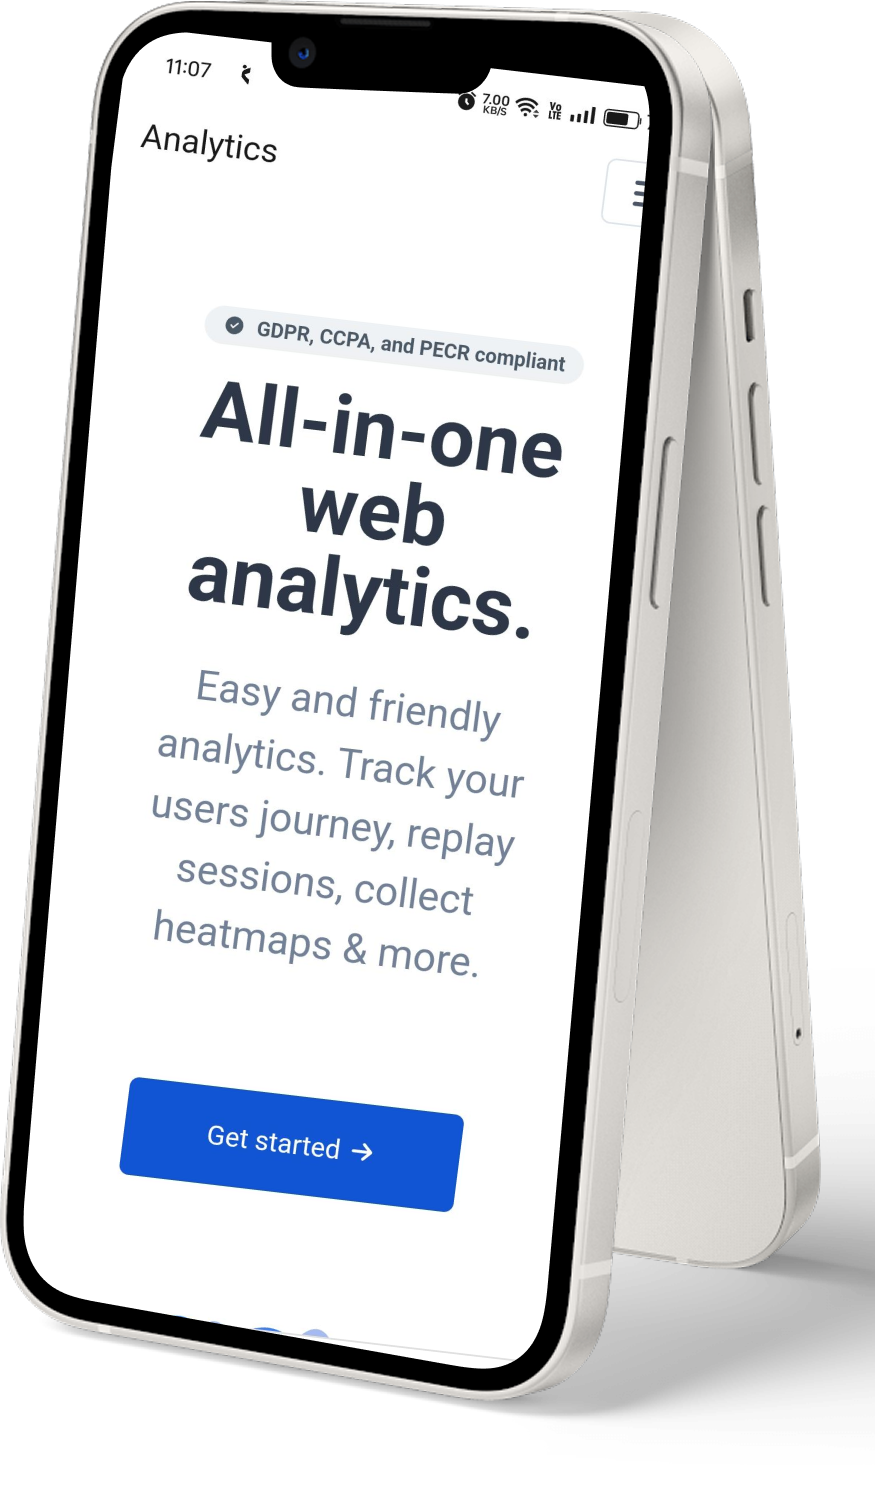 11:07
7.00
KB/S
Vo
LTE
Analytics
GDPR, CCPA, and PECR compliant
All-in-one
web
analytics.
Easy and friendly
analytics. Track your
users journey, replay
sessions, collect
heatmaps & more.
Get started →